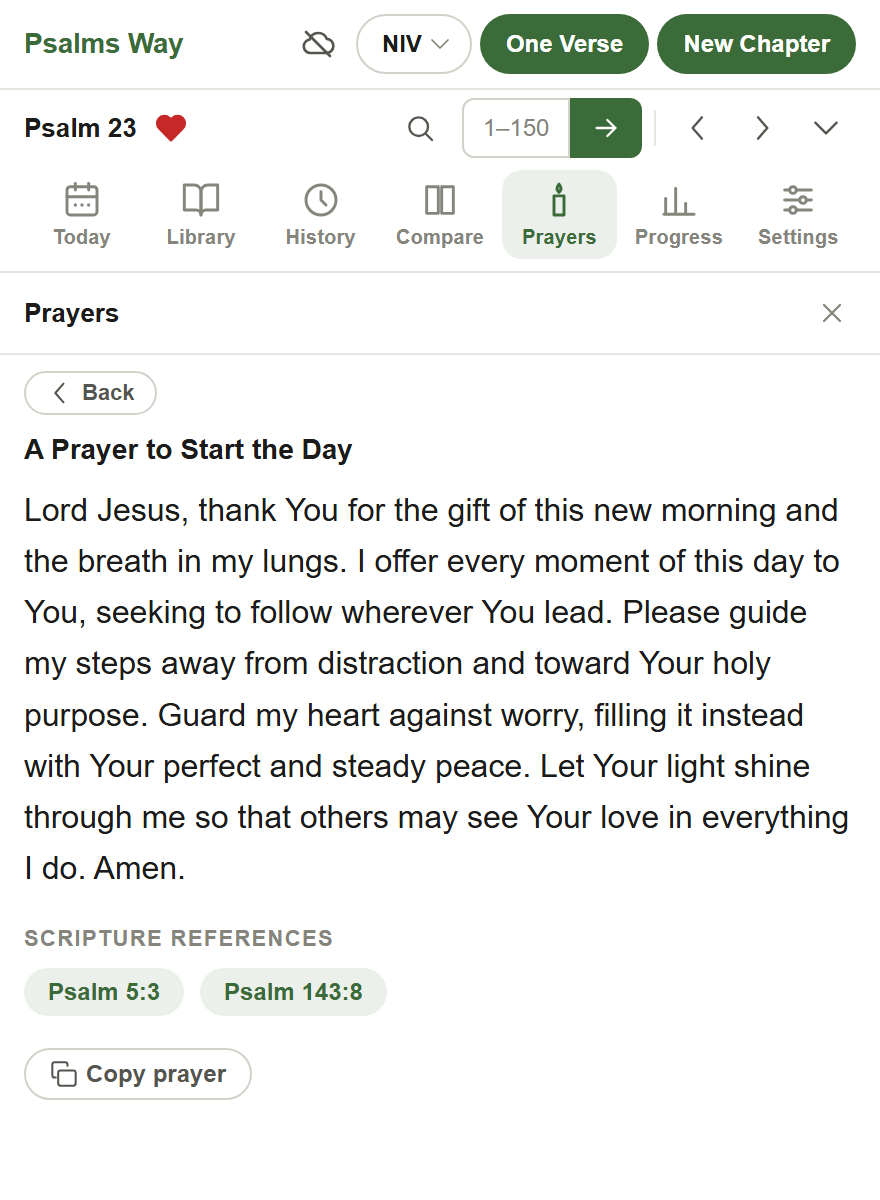 Psalms Way
NIV
One Verse
New Chapter
Psalm 23
1–150
Today
Library
History
Compare
Prayers
Progress
Settings
Prayers
Back
A Prayer to Start the Day
Lord Jesus, thank You for the gift of this new morning and
the breath in my lungs. I offer every moment of this day to
You, seeking to follow wherever You lead. Please guide
my steps away from distraction and toward Your holy
purpose. Guard my heart against worry, filling it instead
with Your perfect and steady peace. Let Your light shine
through me so that others may see Your love in everything
I do. Amen.
SCRIPTURE REFERENCES
Psalm 5:3
Psalm 143:8
Copy prayer